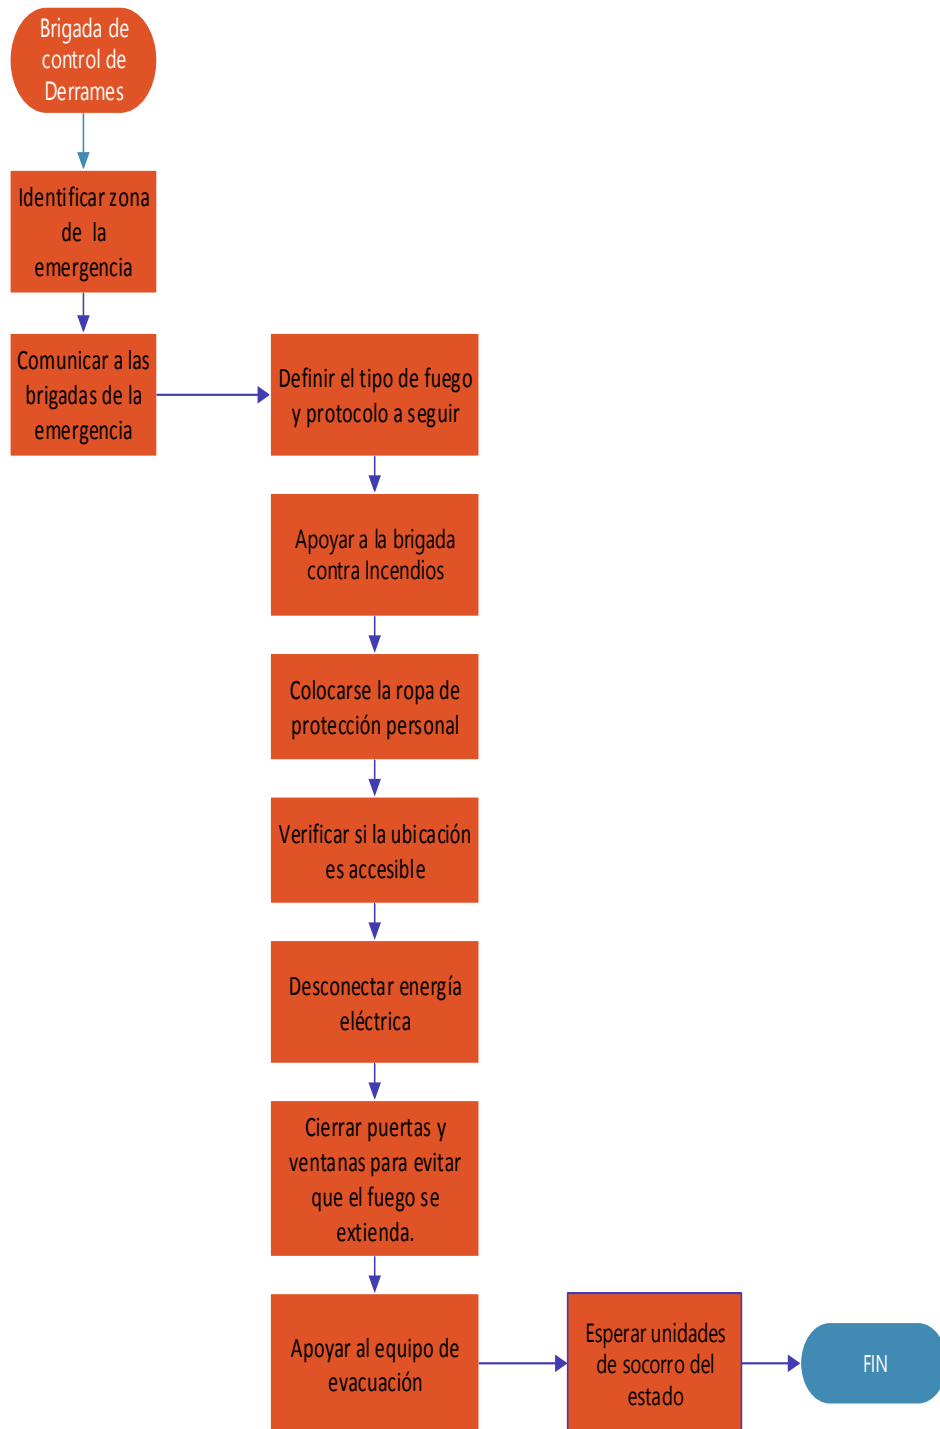 Brigada de
control de
Derrames
Identificar zona
de la
emergencia
Comunicar a las
brigadas de la
emergencia
Definir el tipo de fuego
y protocolo a seguir
Apoyar a la brigada
contra Incendios
Colocarse la ropa de
protección personal
Verificar si la ubicación
es accesible
Desconectar energía
eléctrica
Cierrar puertas y
ventanas para evitar
que el fuego se
extienda.
Apoyar al equipo de
evacuación
Esperar unidades
de socorro del
estado
FIN